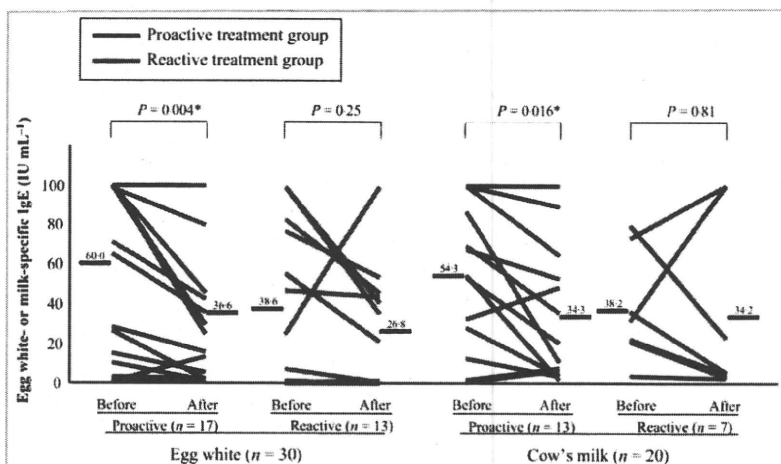 Proactive treatment group
Reactive treatment group
P = 0·004*
P = 0·25
P = 0·016*
P = 0·81
Egg white- or milk-specific IgE (IU mL⁻¹)
100
80
60
40
20
0
60·0
36·6
38·6
26·8
54·3
34·3
38·2
34·2
Before After Before After Before After Before After
Proactive (n = 17) Reactive (n = 13) Proactive (n = 13) Reactive (n = 7)
Egg white (n = 30) Cow's milk (n = 20)